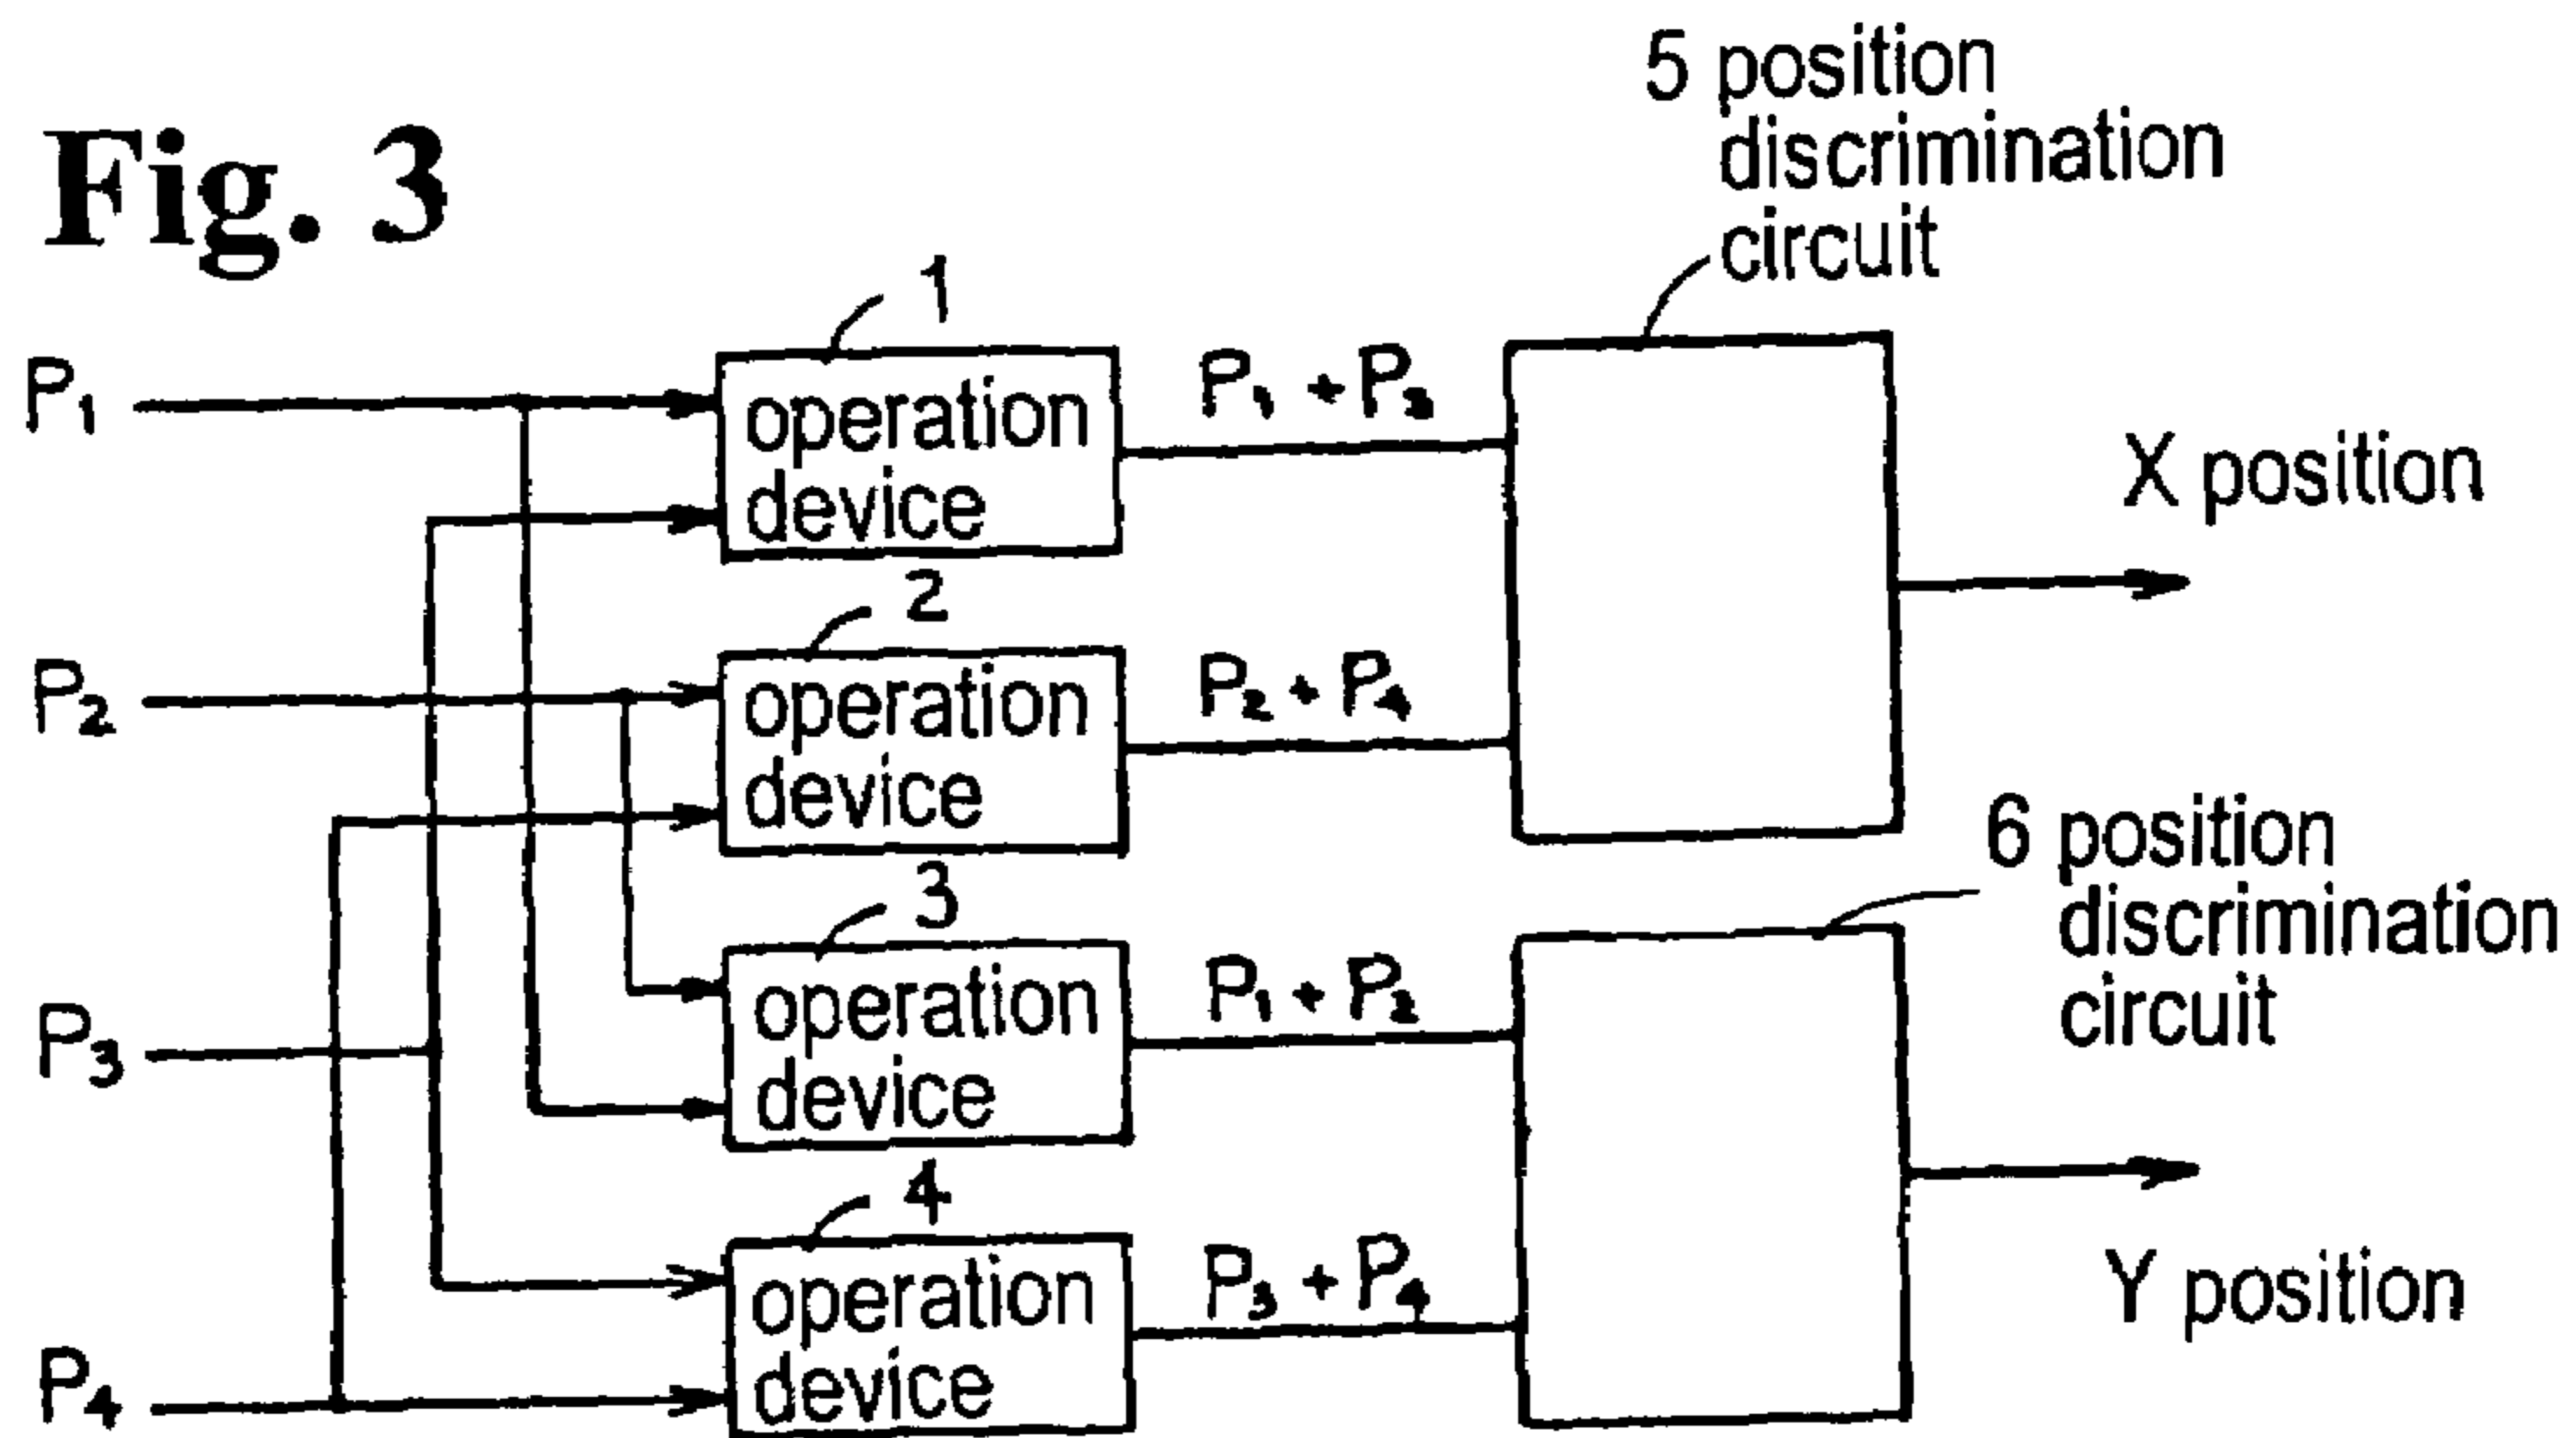 Fig. 3
5 position
discrimination
circuit
1
P₁
operation
device
P₁ + P₃
X position
2
P₂
operation
device
P₂ + P₄
6 position
discrimination
circuit
3
P₃
operation
device
P₁ + P₂
4
P₄
operation
device
P₃ + P₄
Y position